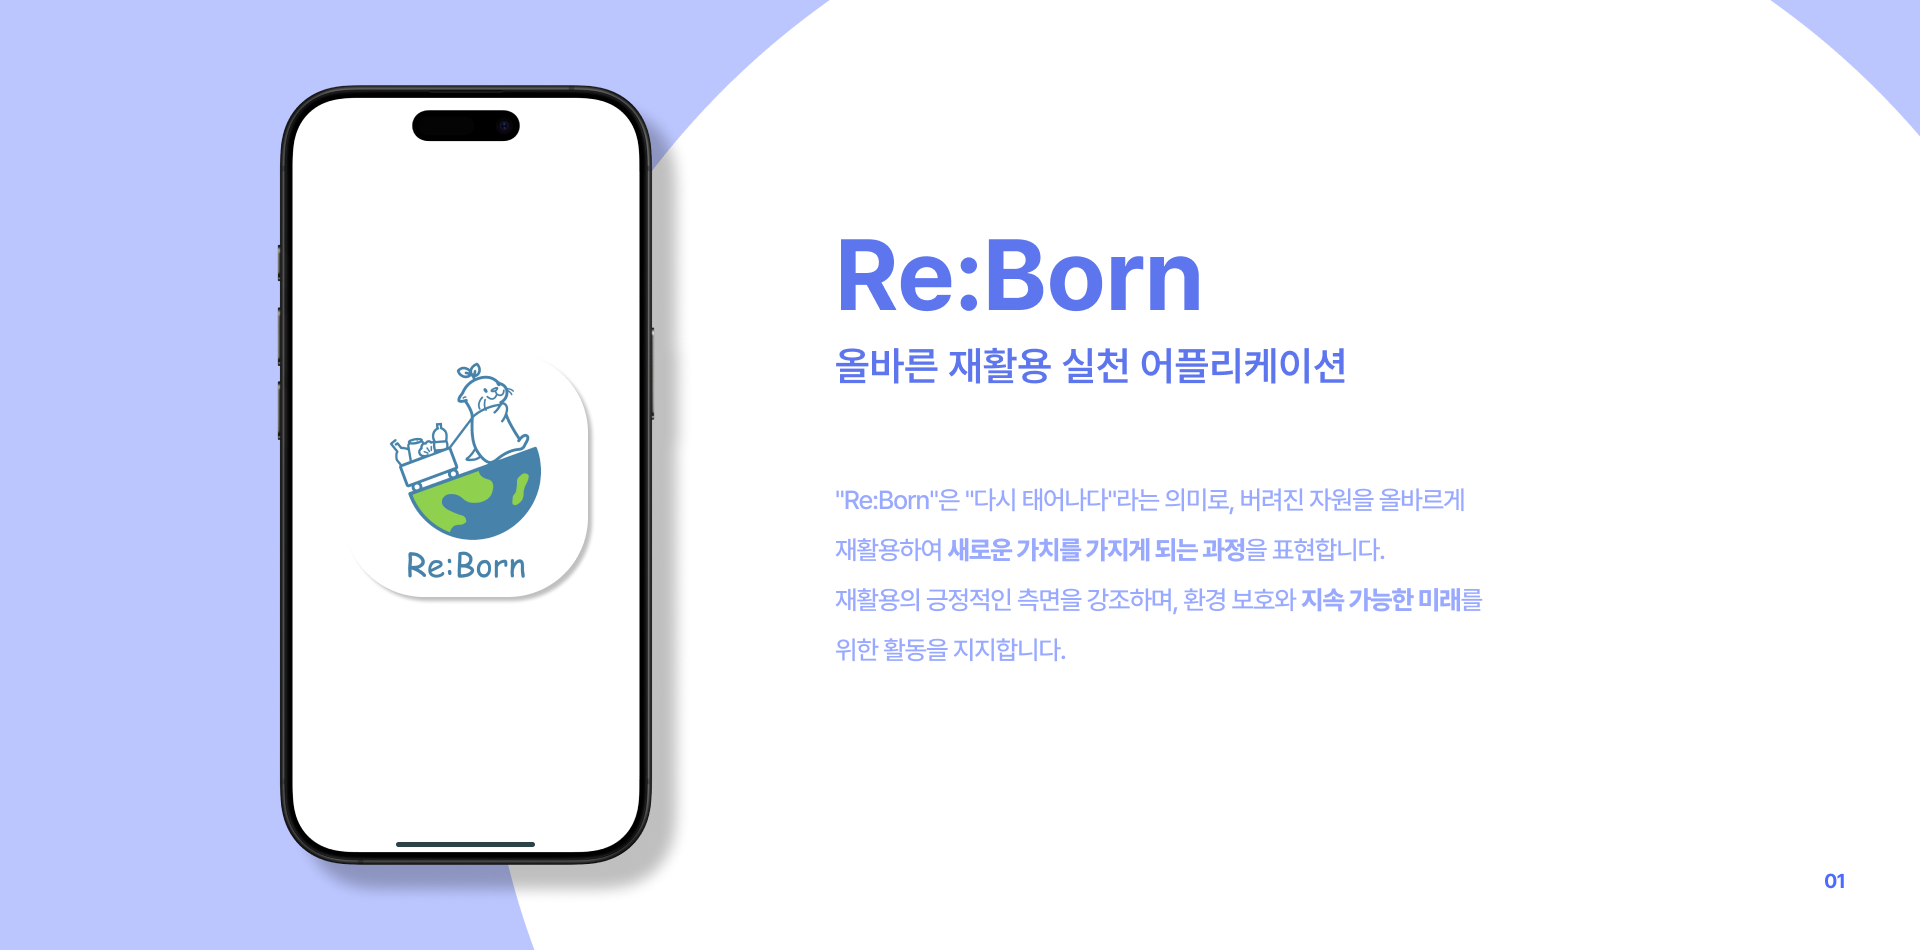 Re:Born
Re:Born
올바른 재활용 실천 어플리케이션
"Re:Born"은 "다시 태어나다"라는 의미로, 버려진 자원을 올바르게
재활용하여 새로운 가치를 가지게 되는 과정을 표현합니다.
재활용의 긍정적인 측면을 강조하며, 환경 보호와 지속 가능한 미래를
위한 활동을 지지합니다.
01